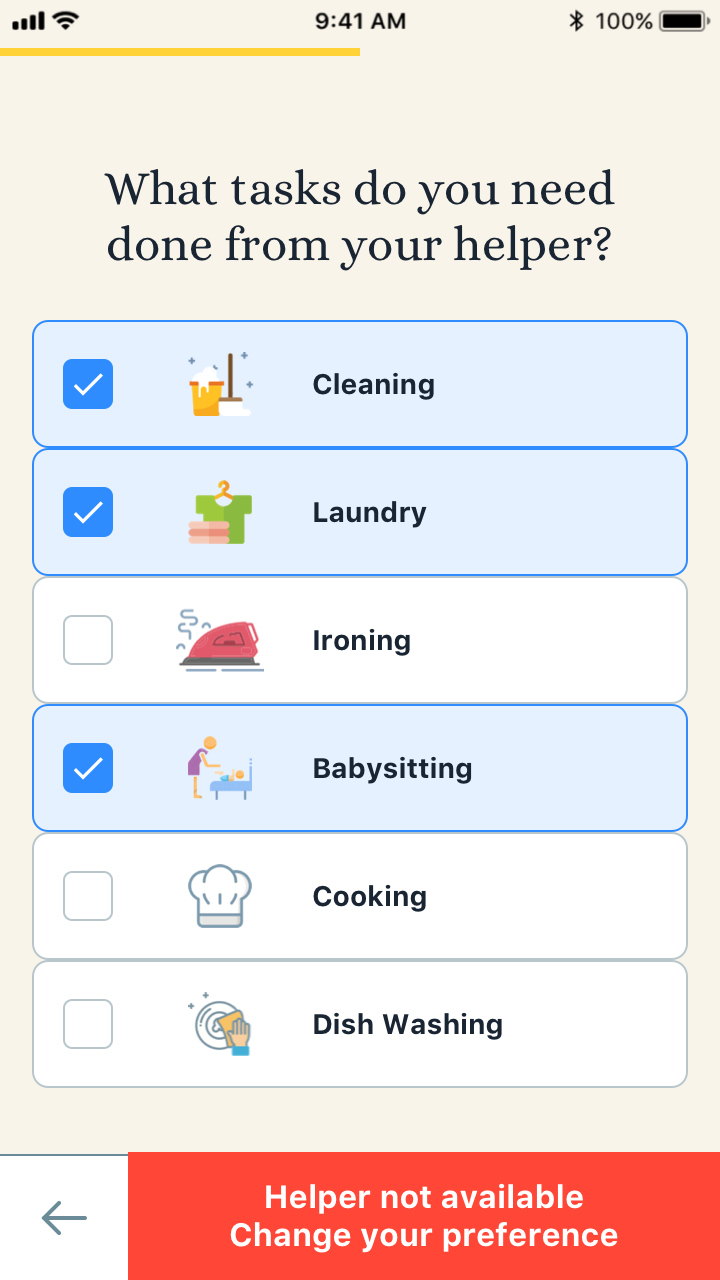 9:41 AM
100%
What tasks do you need
done from your helper?
Cleaning
Laundry
Ironing
Babysitting
Cooking
Dish Washing
Helper not available
Change your preference